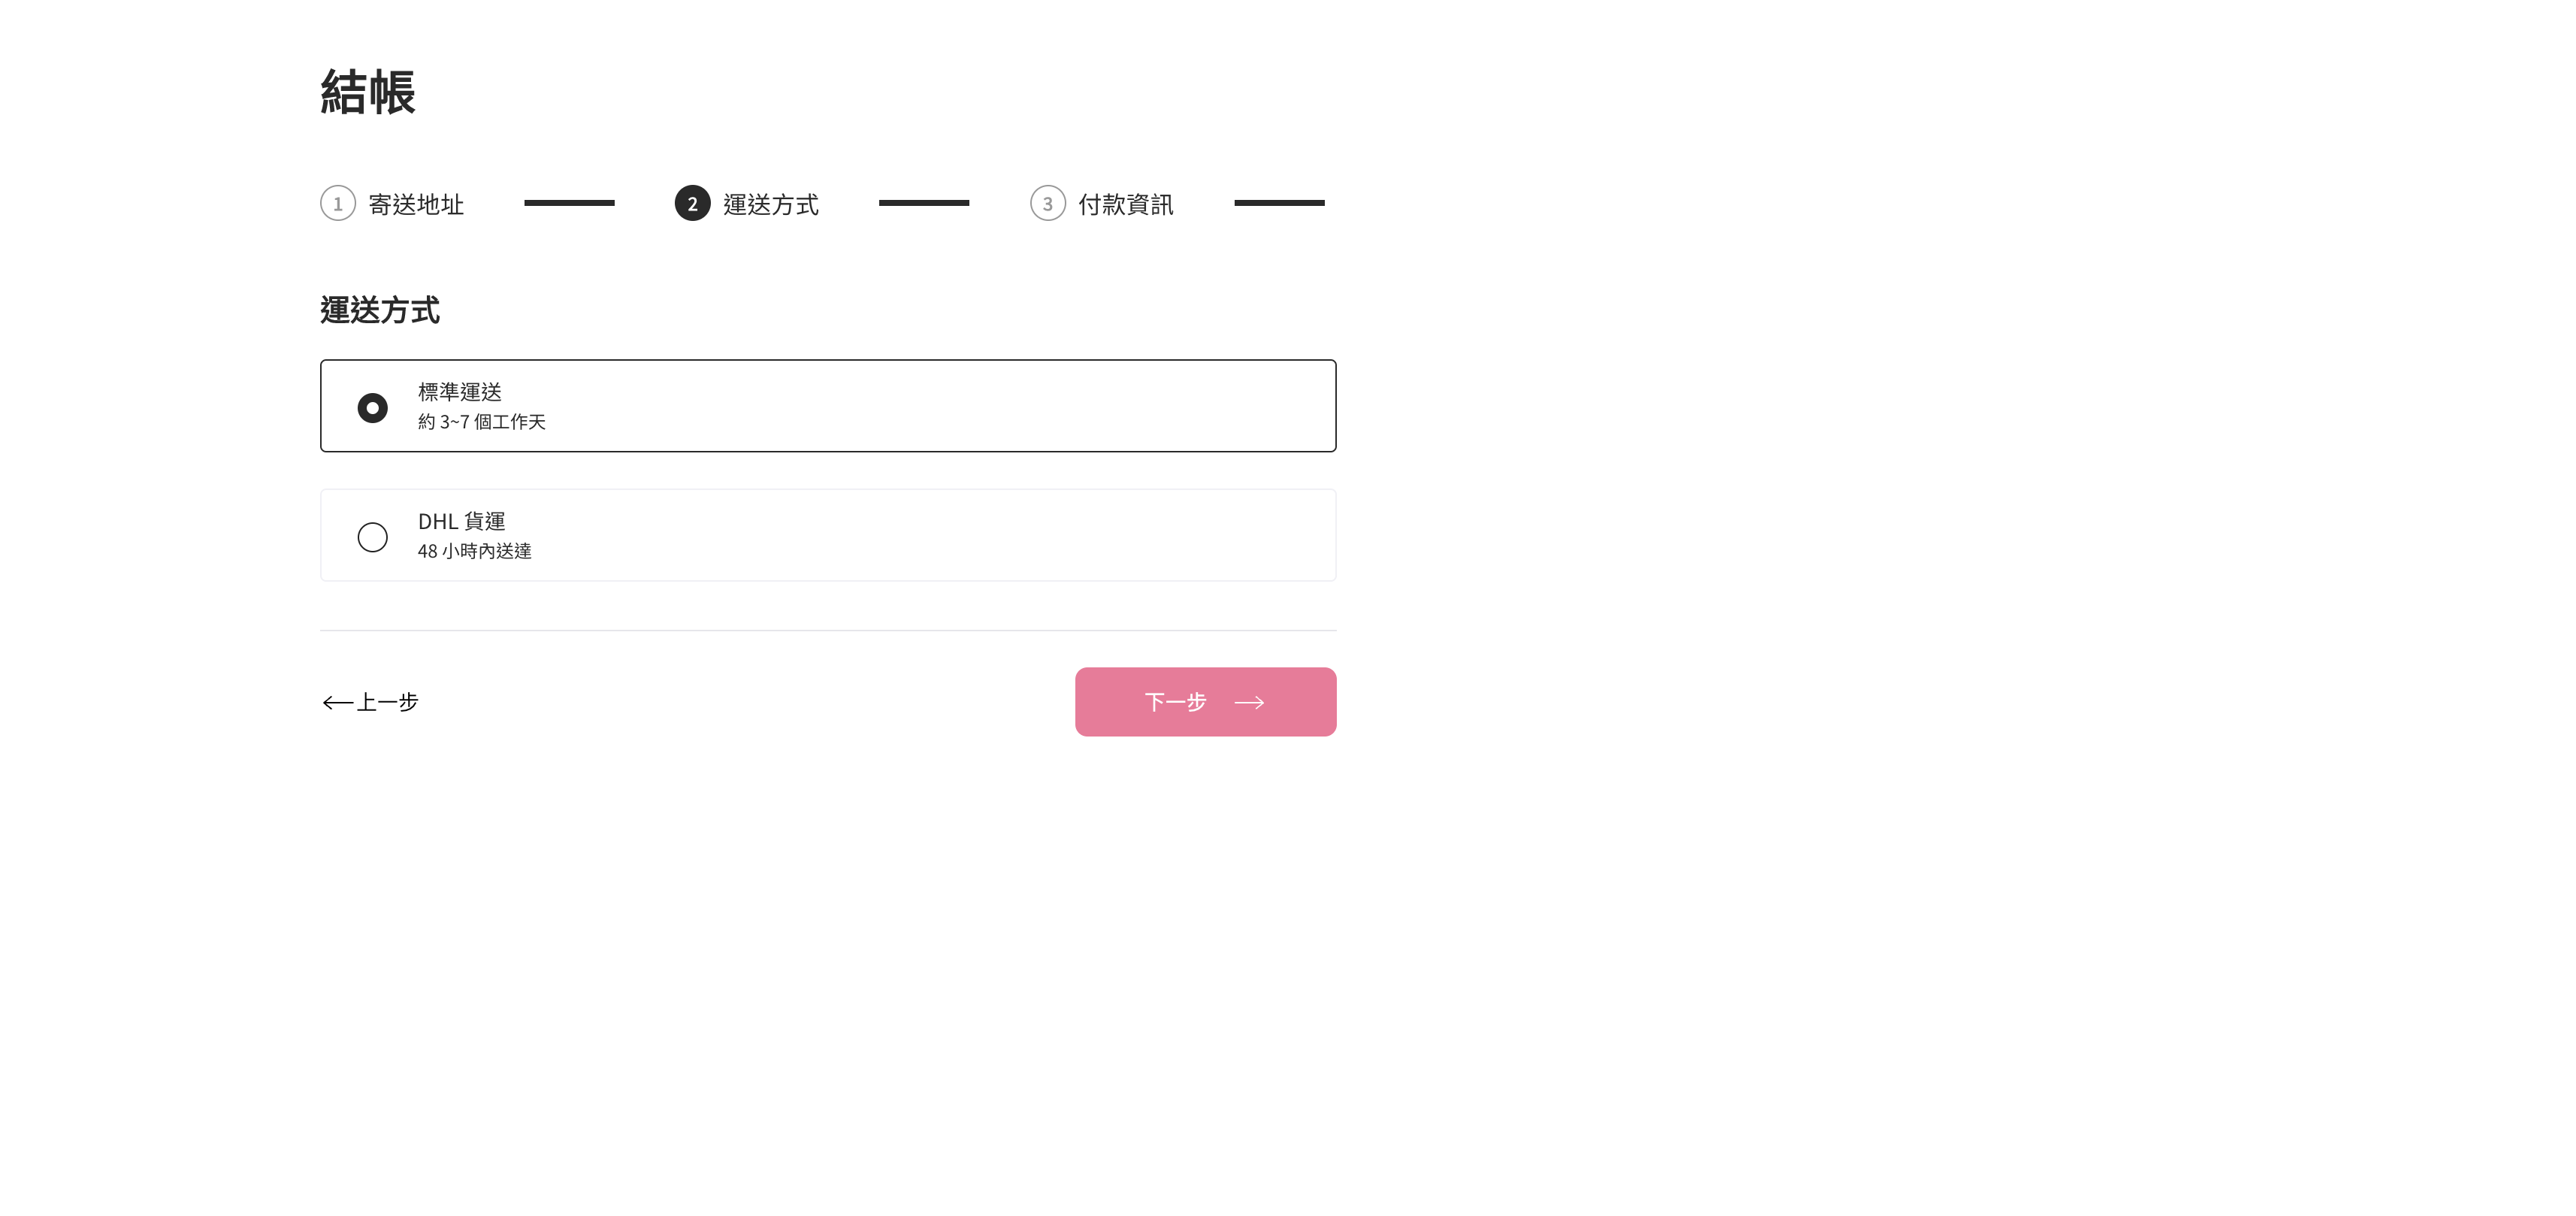 結帳
1 寄送地址 2 運送方式 3 付款資訊
運送方式
標準運送
約 3~7 個工作天
DHL 貨運
48 小時內送達
上一步 下一步